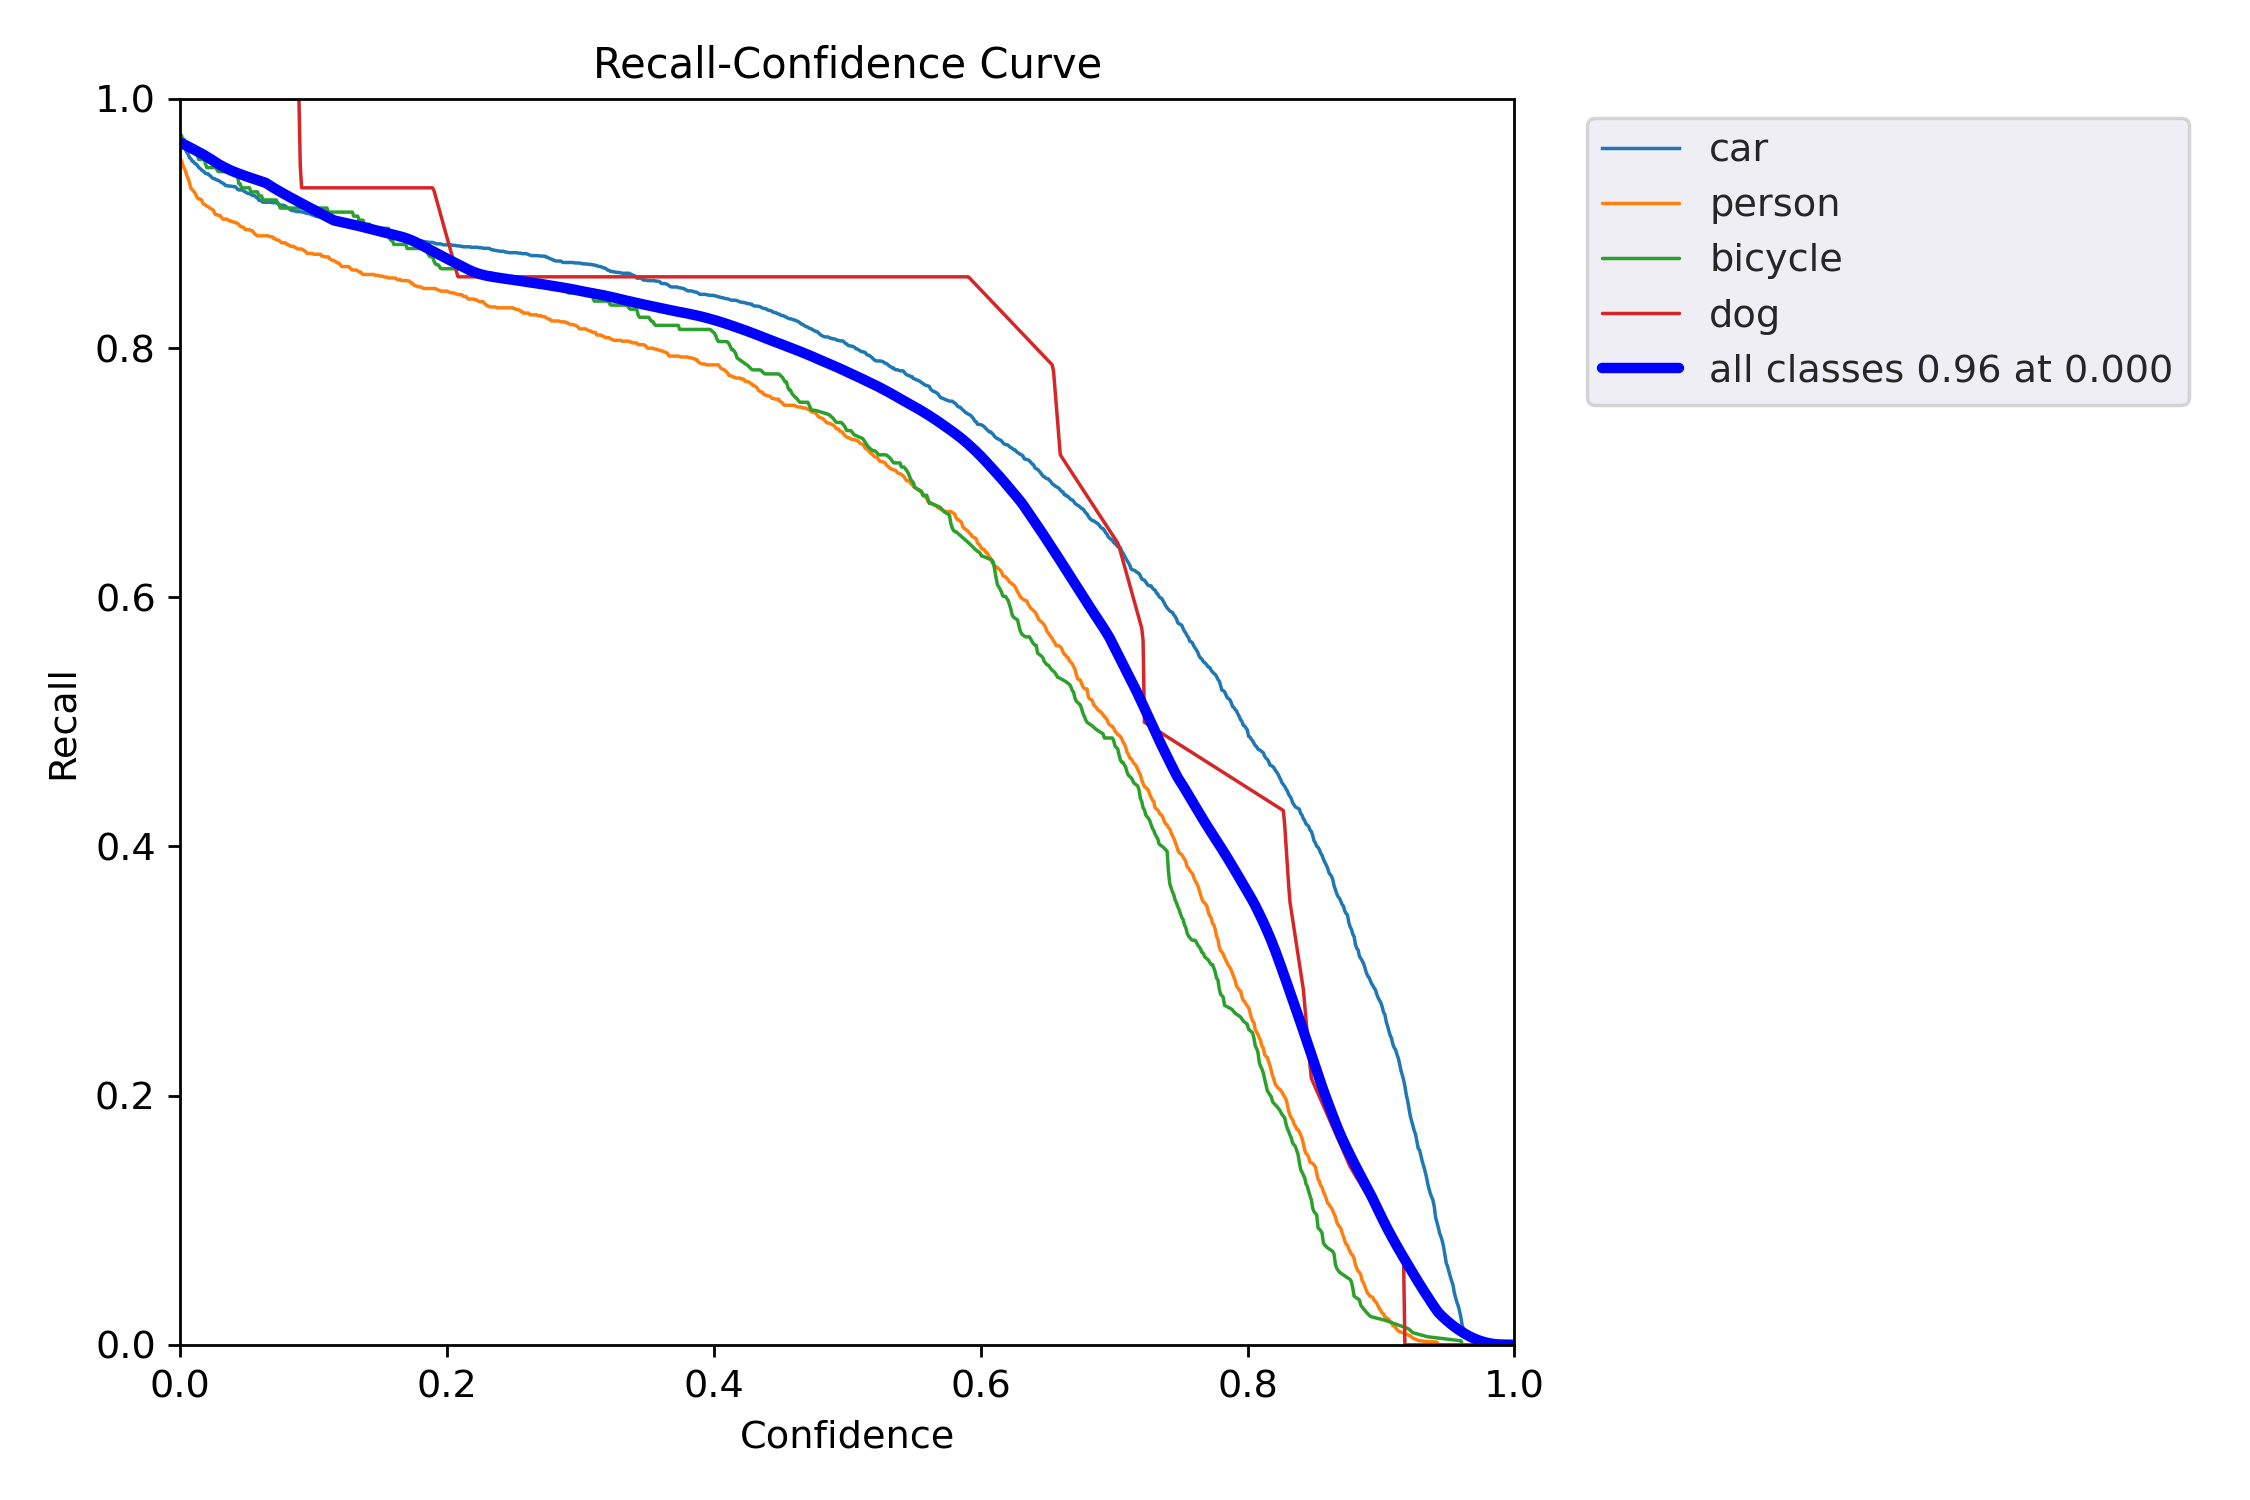 Recall-Confidence Curve
1.0
0.8
0.6
0.4
0.2
0.0
Recall
0.0 0.2 0.4 0.6 0.8 1.0
Confidence
car
person
bicycle
dog
all classes 0.96 at 0.000